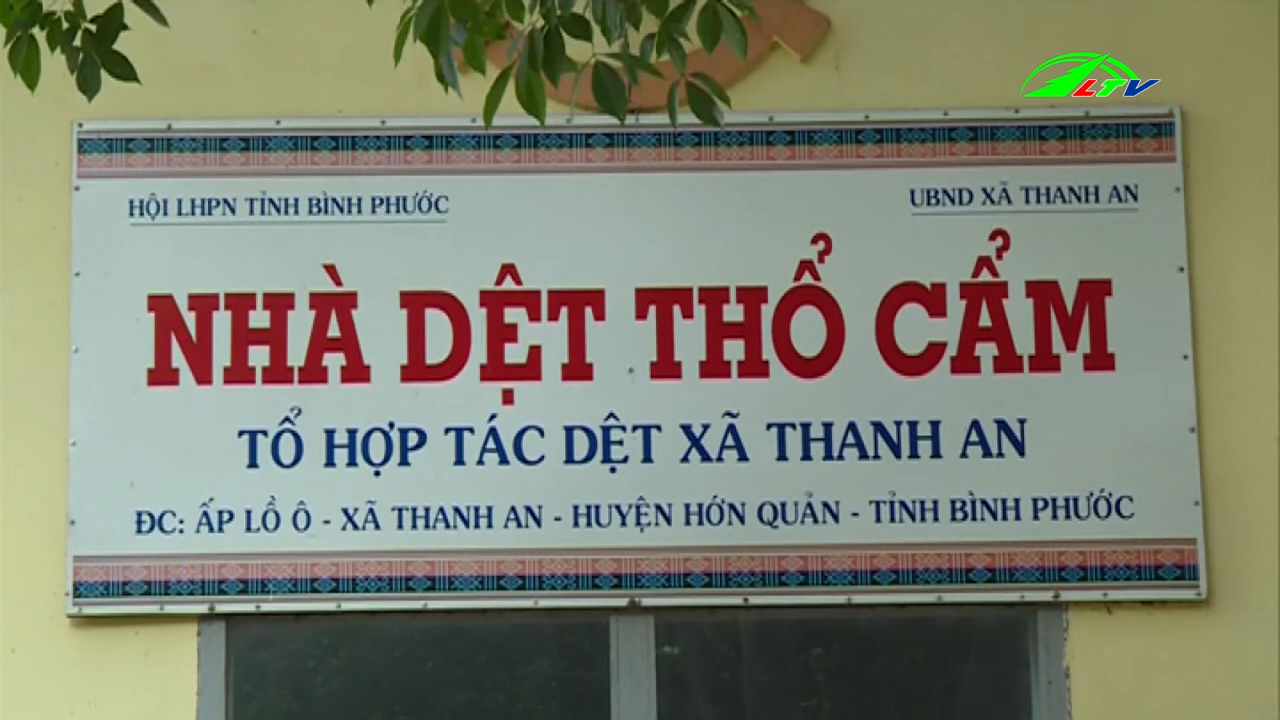 LTV
HỘI LHPN TỈNH BÌNH PHƯỚC
UBND XÃ THANH AN
NHÀ DỆT THỔ CẨM
TỔ HỢP TÁC DỆT XÃ THANH AN
ĐC: ẤP LỒ Ô - XÃ THANH AN - HUYỆN HỚN QUẢN - TỈNH BÌNH PHƯỚC